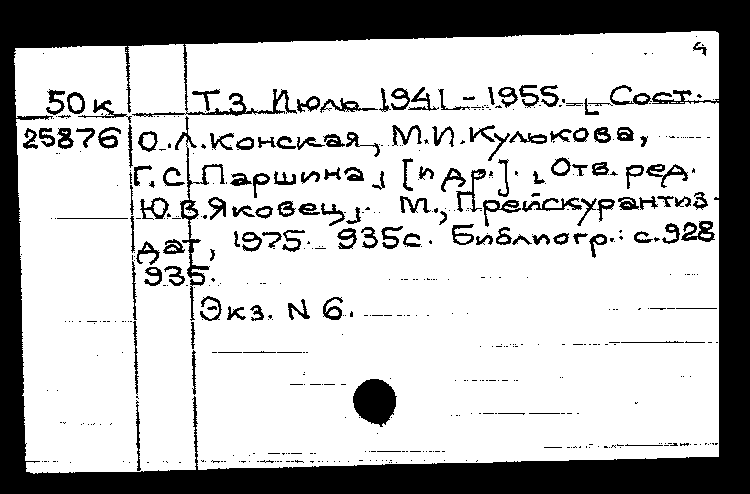 4
50к Т.3. Июль 1941 - 1955. [Сост.
25876 О.Л.Конская, М.И.Кулькова,
Г.С.Паршина] [и др.]. [Отв. ред.
Ю.В.Яковец]. М., Прейскурантиз-
дат, 1975. 935с. Библиогр.: с.928
935.
Экз. N 6.